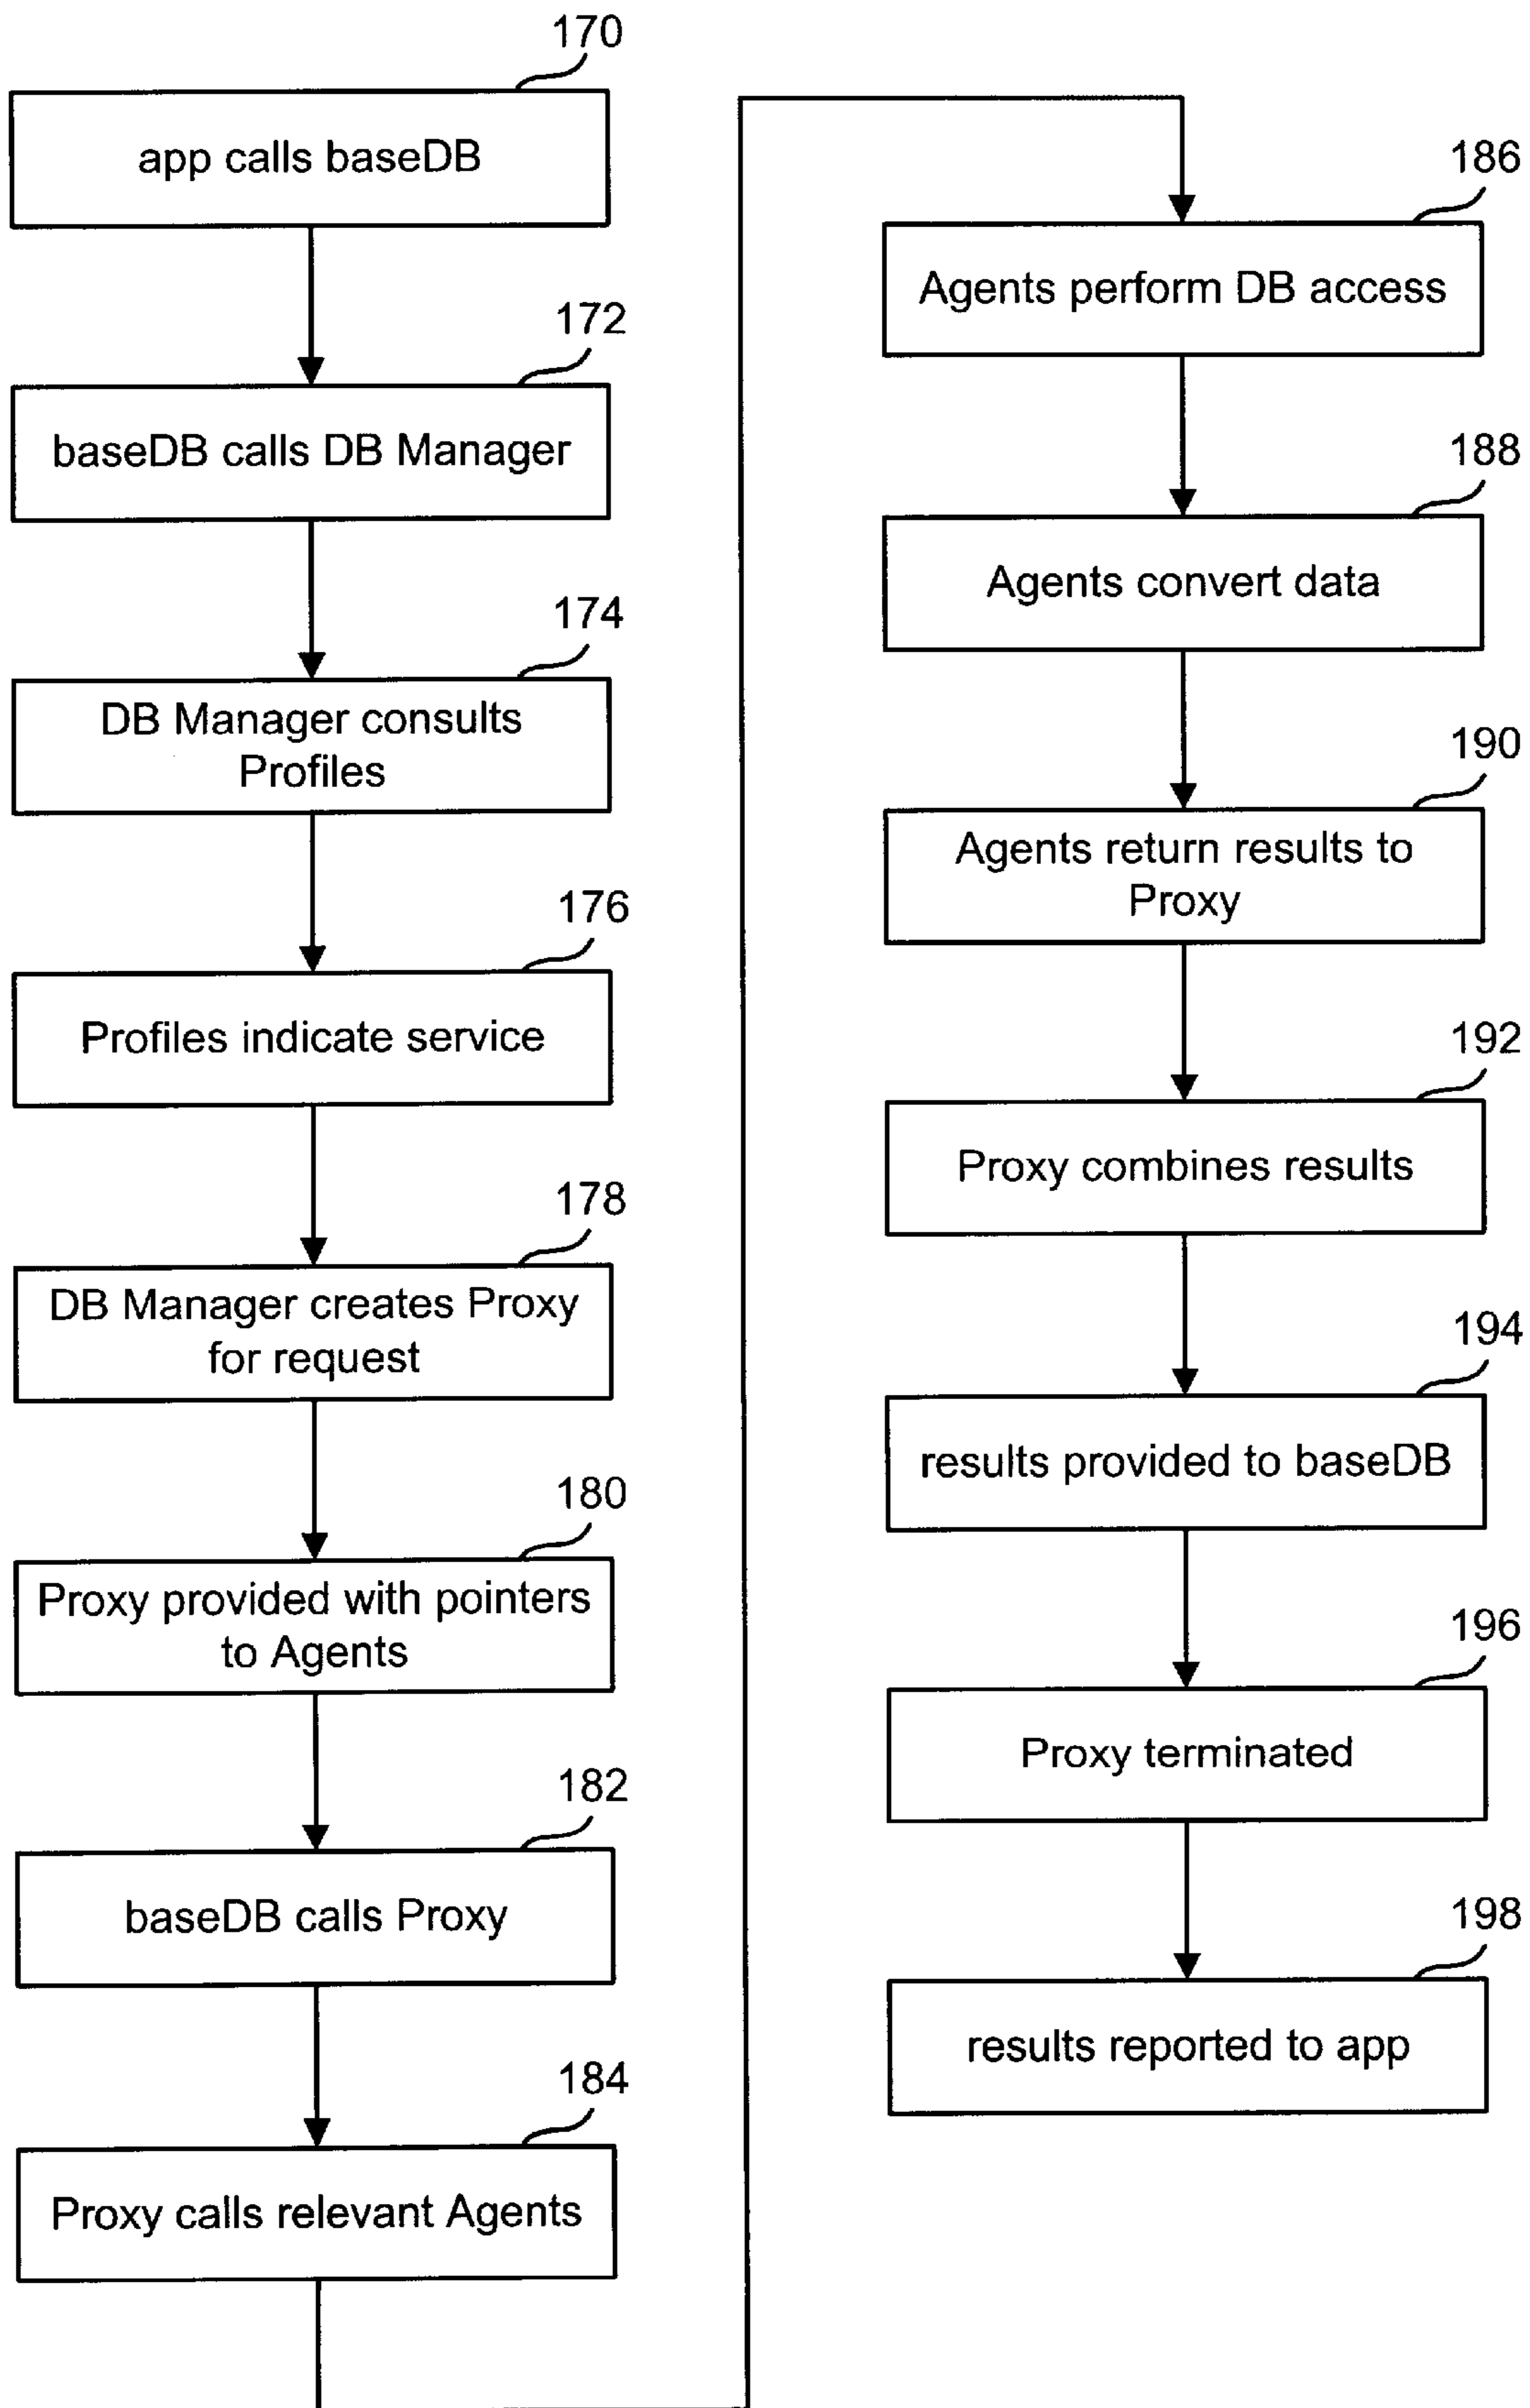 170
app calls baseDB
172
baseDB calls DB Manager
174
DB Manager consults
Profiles
176
Profiles indicate service
178
DB Manager creates Proxy
for request
180
Proxy provided with pointers
to Agents
182
baseDB calls Proxy
184
Proxy calls relevant Agents
186
Agents perform DB access
188
Agents convert data
190
Agents return results to
Proxy
192
Proxy combines results
194
results provided to baseDB
196
Proxy terminated
198
results reported to app